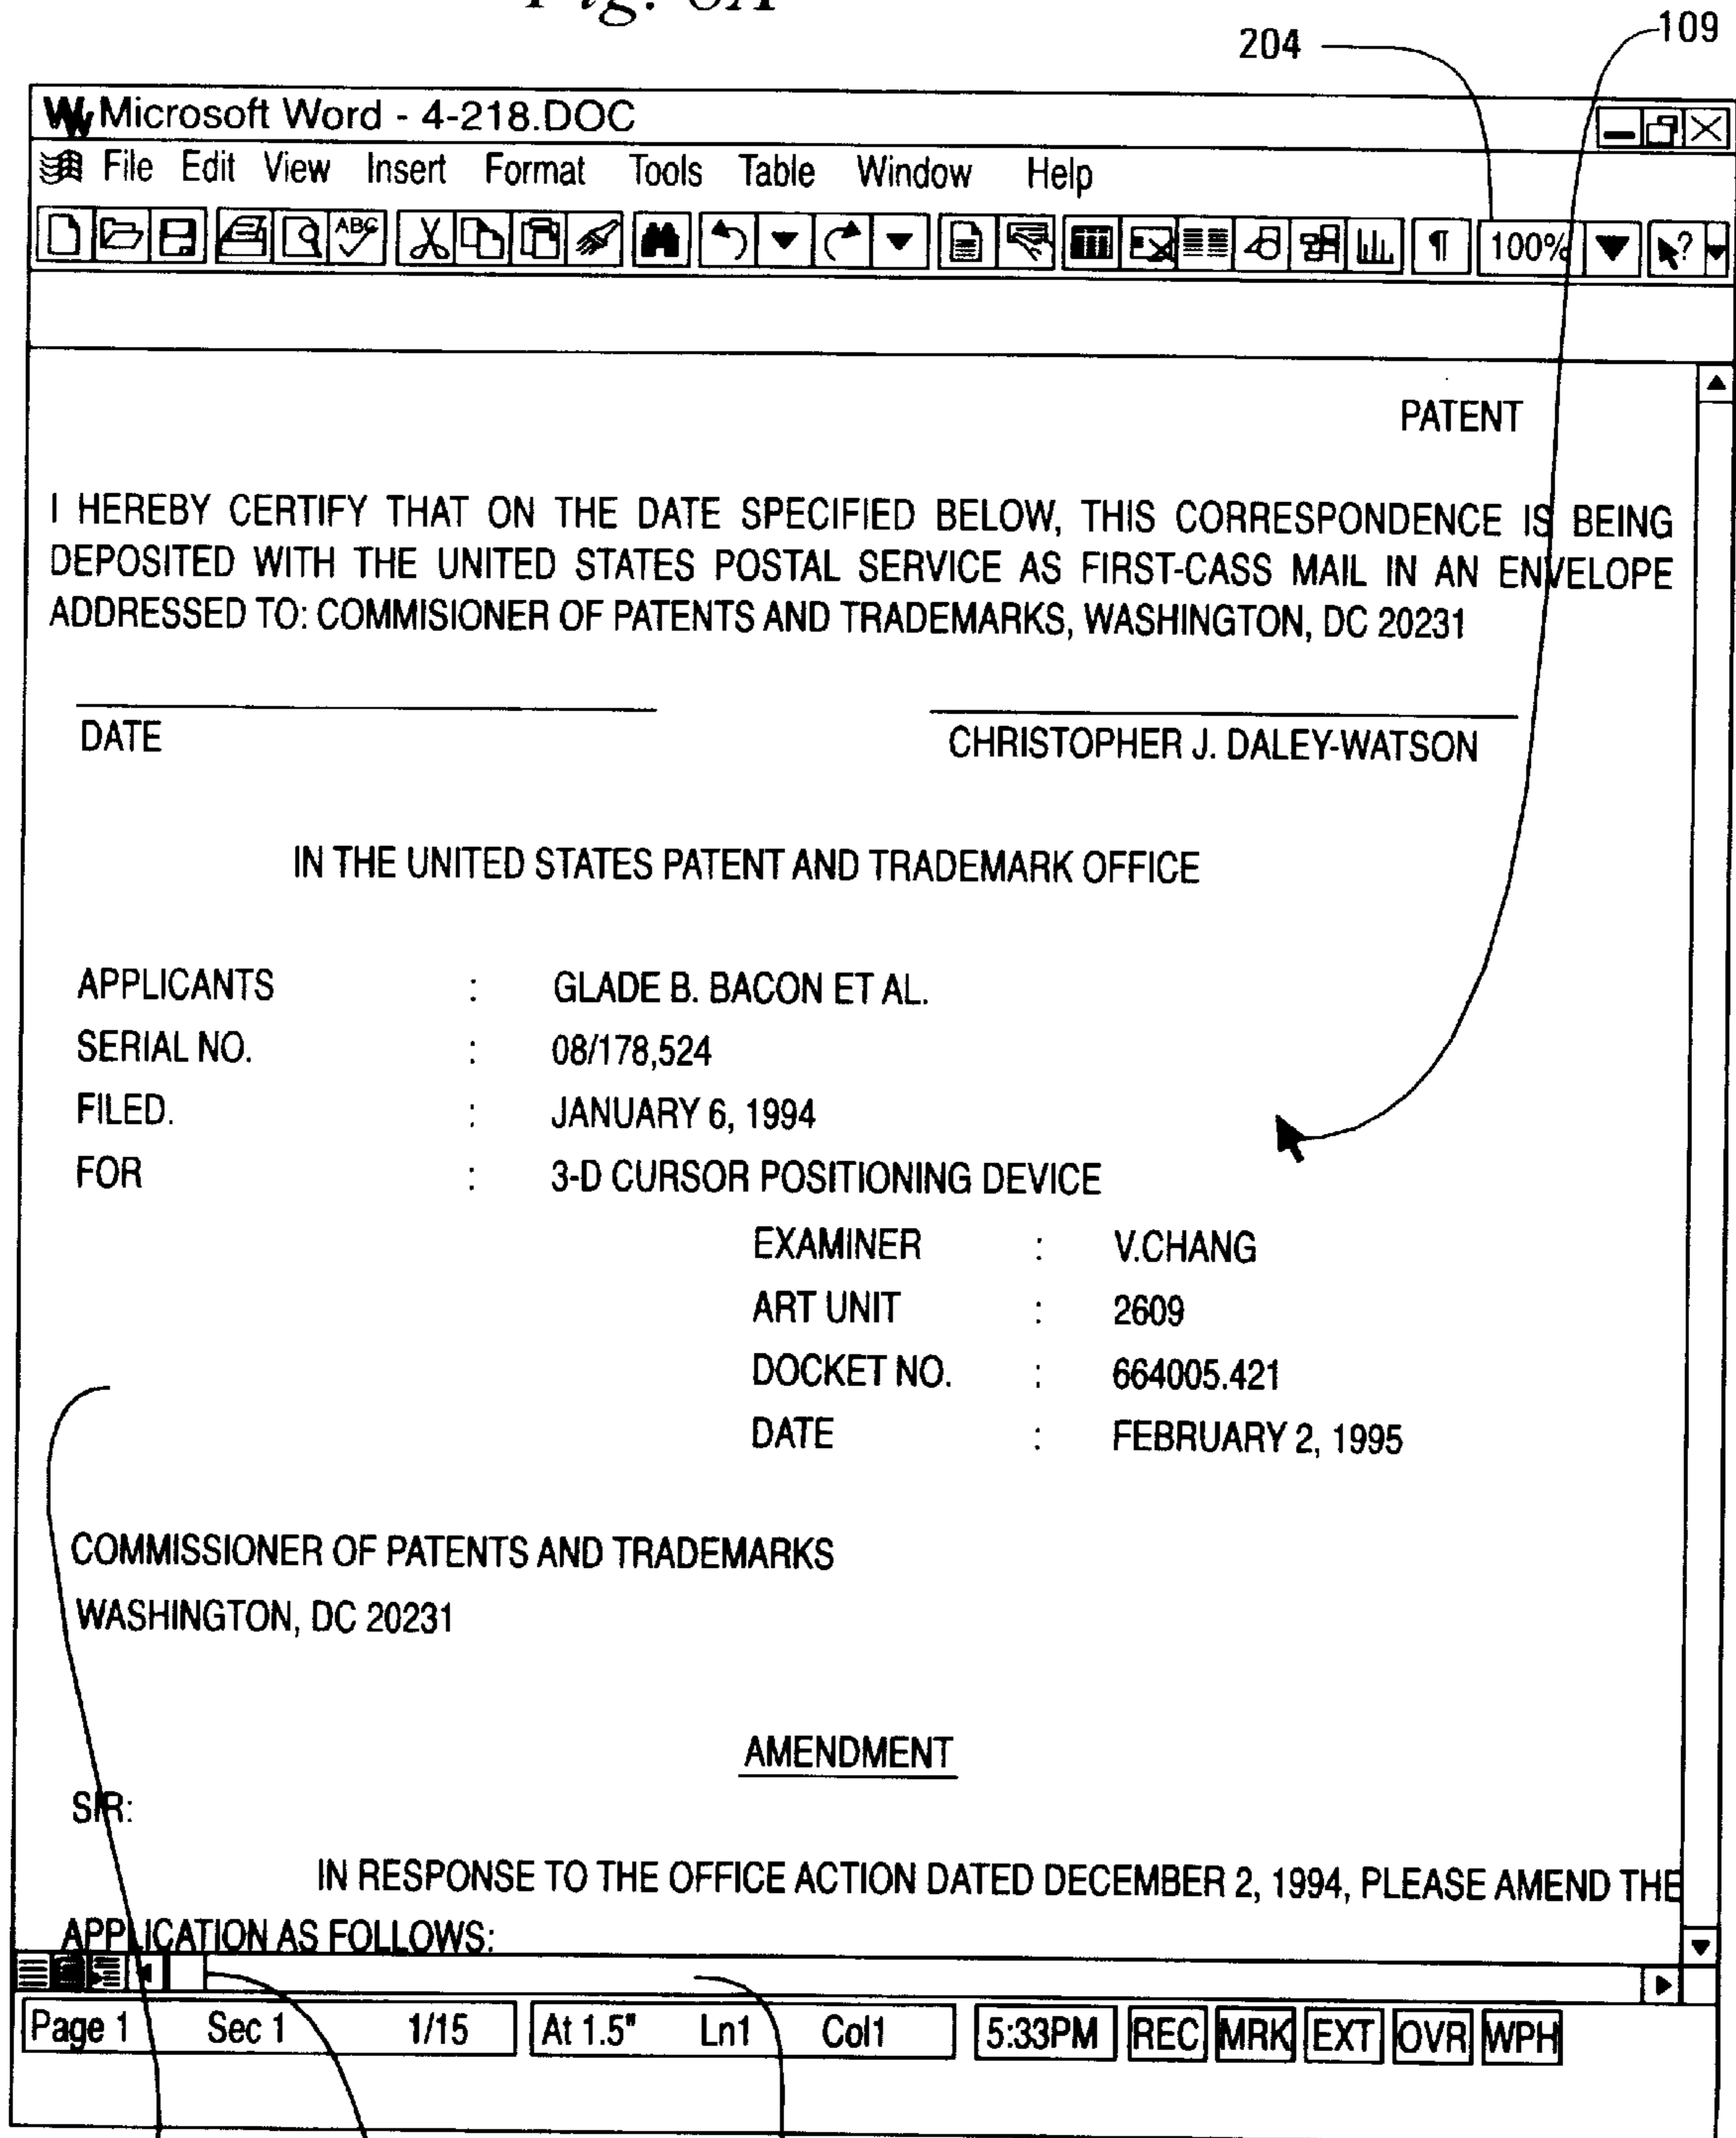 Fig. 8A
204
109
Microsoft Word - 4-218.DOC
File Edit View Insert Format Tools Table Window Help
ABC ¶ 100% ?
PATENT
I HEREBY CERTIFY THAT ON THE DATE SPECIFIED BELOW, THIS CORRESPONDENCE IS BEING
DEPOSITED WITH THE UNITED STATES POSTAL SERVICE AS FIRST-CASS MAIL IN AN ENVELOPE
ADDRESSED TO: COMMISIONER OF PATENTS AND TRADEMARKS, WASHINGTON, DC 20231
DATE CHRISTOPHER J. DALEY-WATSON
IN THE UNITED STATES PATENT AND TRADEMARK OFFICE
APPLICANTS : GLADE B. BACON ET AL.
SERIAL NO. : 08/178,524
FILED. : JANUARY 6, 1994
FOR : 3-D CURSOR POSITIONING DEVICE
EXAMINER : V.CHANG
ART UNIT : 2609
DOCKET NO. : 664005.421
DATE : FEBRUARY 2, 1995
COMMISSIONER OF PATENTS AND TRADEMARKS
WASHINGTON, DC 20231
AMENDMENT
SIR:
IN RESPONSE TO THE OFFICE ACTION DATED DECEMBER 2, 1994, PLEASE AMEND THE
APPLICATION AS FOLLOWS:
Page 1 Sec 1 1/15 At 1.5" Ln1 Col1 5:33PM REC MRK EXT OVR WPH